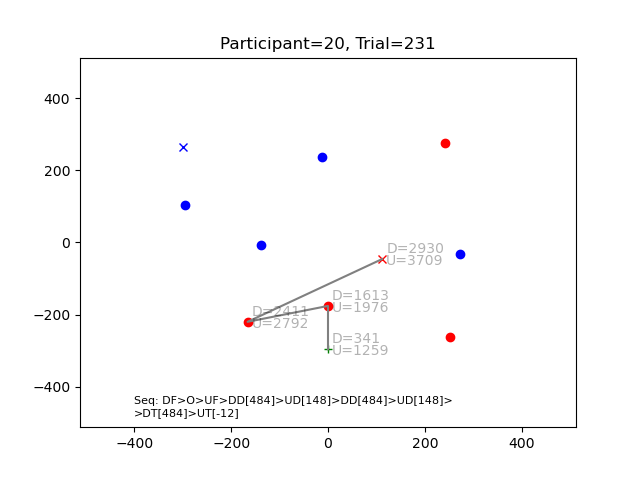 Participant=20, Trial=231
400
200
0
−200
−400
D=2930
U=3709
D=1613
U=1976
D=2411
U=2792
D=341
U=1259
Seq: DF>O>UF>DD[484]>UD[148]>DD[484]>UD[148]>
>DT[484]>UT[-12]
−400 −200 0 200 400